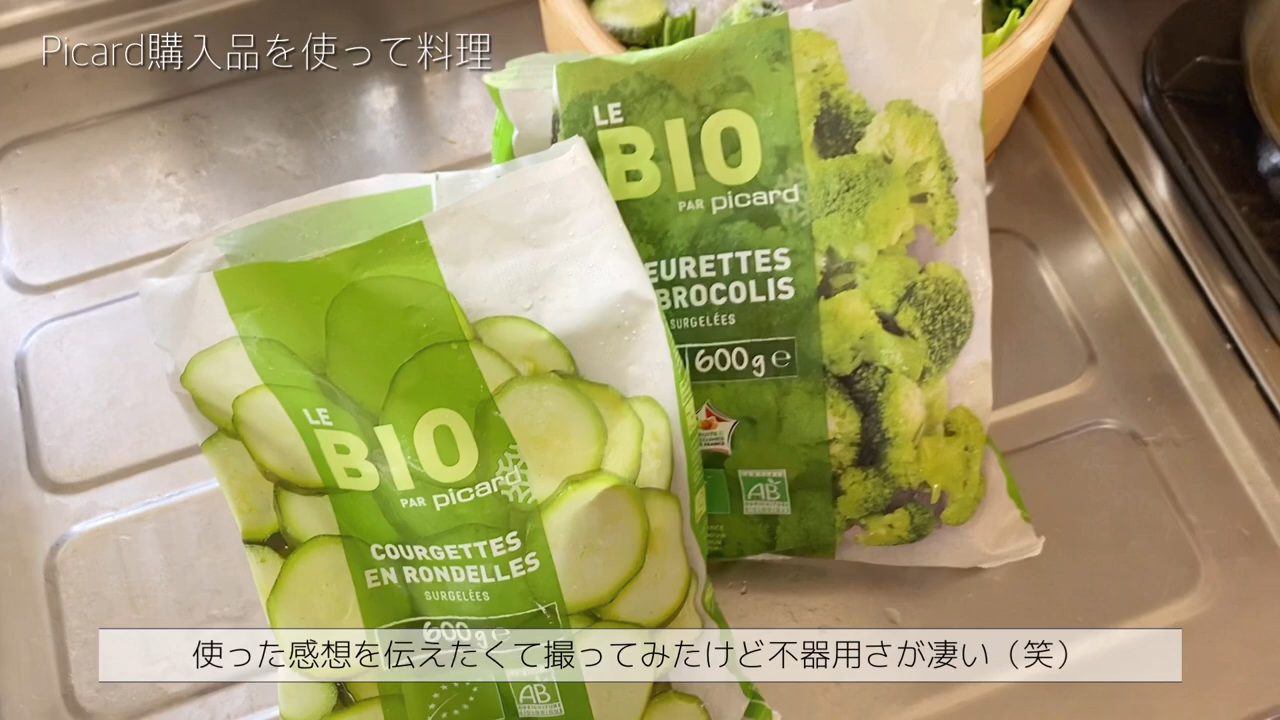 Picard購入品を使って料理
LE
BIO
PAR picard
EURETTES
BROCOLIS
SURGELÉES
600g e
AB
LE
BIO
PAR picard
COURGETTES
EN RONDELLES
SURGELÉES
600g e
AB
使った感想を伝えたくて撮ってみたけど不器用さが凄い（笑）